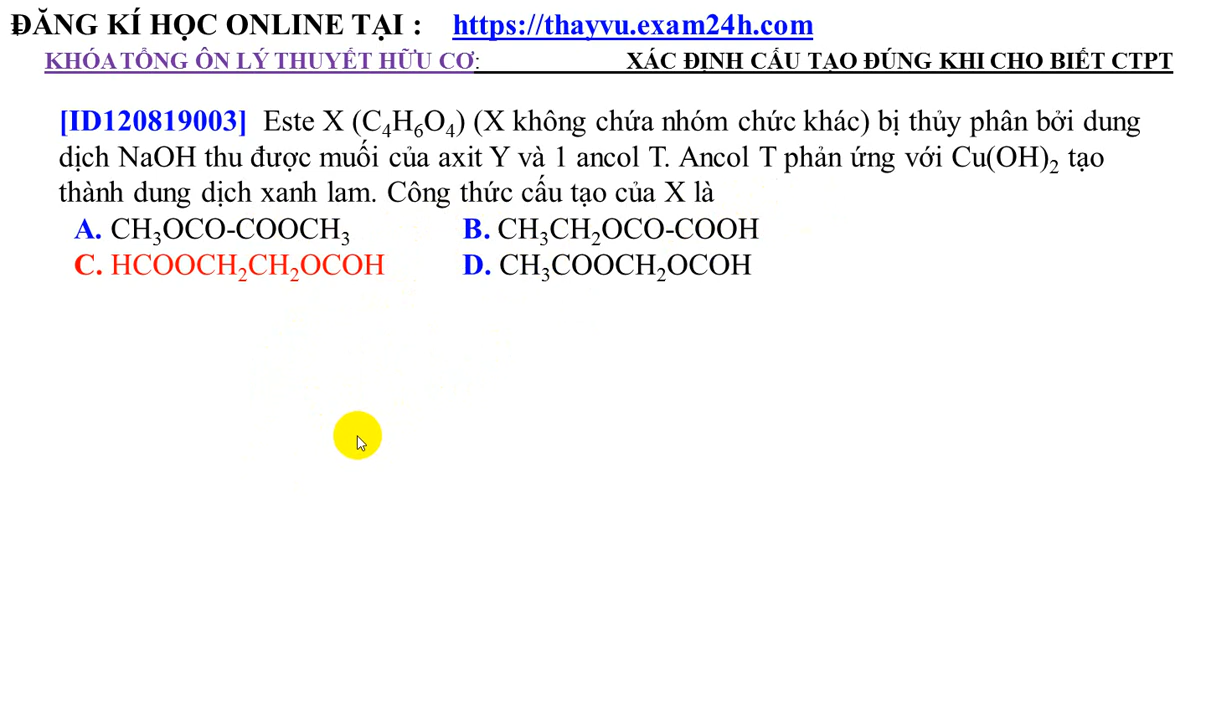 ĐĂNG KÍ HỌC ONLINE TẠI : https://thayvu.exam24h.com
KHÓA TỔNG ÔN LÝ THUYẾT HỮU CƠ: XÁC ĐỊNH CẤU TẠO ĐÚNG KHI CHO BIẾT CTPT
[ID120819003] Este X (C₄H₆O₄) (X không chứa nhóm chức khác) bị thủy phân bởi dung
dịch NaOH thu được muối của axit Y và 1 ancol T. Ancol T phản ứng với Cu(OH)₂ tạo
thành dung dịch xanh lam. Công thức cấu tạo của X là
A. CH₃OCO-COOCH₃ B. CH₃CH₂OCO-COOH
C. HCOOCH₂CH₂OCOH D. CH₃COOCH₂OCOH